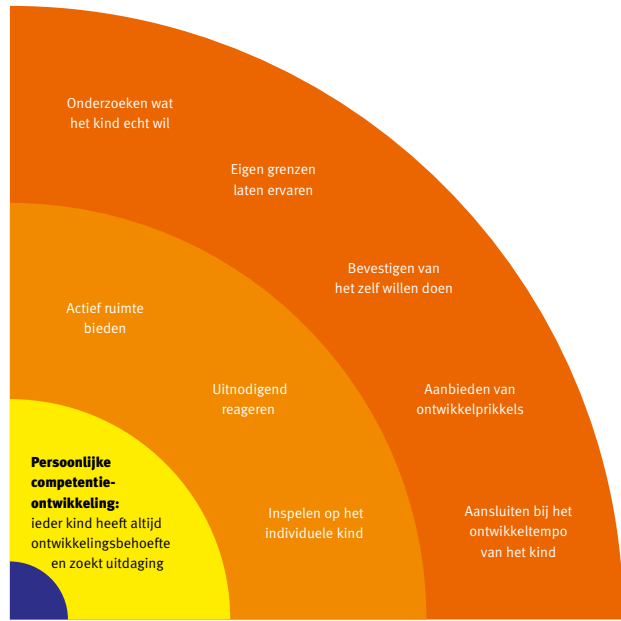 Onderzoeken wat
het kind echt wil
Eigen grenzen
laten ervaren
Bevestigen van
het zelf willen doen
Actief ruimte
bieden
Uitnodigend
reageren
Aanbieden van
ontwikkelprikkels
Persoonlijke
competentie-
ontwikkeling:
ieder kind heeft altijd
ontwikkelingsbehoefte
en zoekt uitdaging
Inspelen op het
individuele kind
Aansluiten bij het
ontwikkeltempo
van het kind